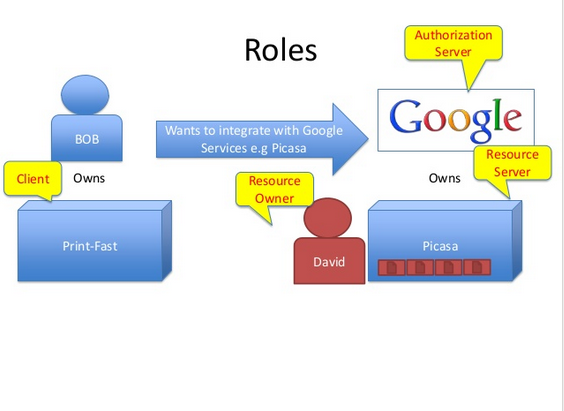 Authorization
Server
Roles
Google
BOB
Wants to integrate with Google
Services e.g Picasa
Client
Owns
Resource
Owner
Owns
Resource
Server
Print-Fast
David
Picasa